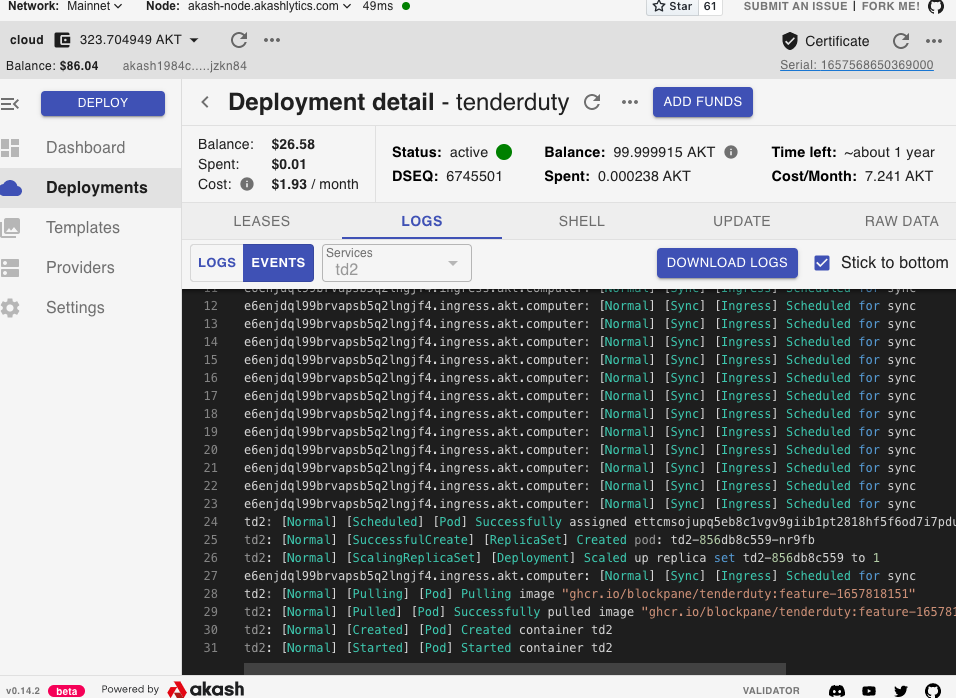 Network: Mainnet Node: akash-node.akashlytics.com 49ms Star 61 SUBMIT AN ISSUE | FORK ME!
cloud 323.704949 AKT Certificate
Balance: $86.04 akash1984c.....jzkn84 Serial: 1657568650369000
DEPLOY
Dashboard
Deployments
Templates
Providers
Settings
Deployment detail - tenderduty ADD FUNDS
Balance: $26.58
Spent: $0.01
Cost: $1.93 / month
Status: active Balance: 99.999915 AKT Time left: ~about 1 year
DSEQ: 6745501 Spent: 0.000238 AKT Cost/Month: 7.241 AKT
LEASES LOGS SHELL UPDATE RAW DATA
LOGS EVENTS Services td2 DOWNLOAD LOGS Stick to bottom
11 e6enjdql99brvapsb5q2lngjf4.ingress.akt.computer: [Normal] [Sync] [Ingress] Scheduled for sync
12 e6enjdql99brvapsb5q2lngjf4.ingress.akt.computer: [Normal] [Sync] [Ingress] Scheduled for sync
13 e6enjdql99brvapsb5q2lngjf4.ingress.akt.computer: [Normal] [Sync] [Ingress] Scheduled for sync
14 e6enjdql99brvapsb5q2lngjf4.ingress.akt.computer: [Normal] [Sync] [Ingress] Scheduled for sync
15 e6enjdql99brvapsb5q2lngjf4.ingress.akt.computer: [Normal] [Sync] [Ingress] Scheduled for sync
16 e6enjdql99brvapsb5q2lngjf4.ingress.akt.computer: [Normal] [Sync] [Ingress] Scheduled for sync
17 e6enjdql99brvapsb5q2lngjf4.ingress.akt.computer: [Normal] [Sync] [Ingress] Scheduled for sync
18 e6enjdql99brvapsb5q2lngjf4.ingress.akt.computer: [Normal] [Sync] [Ingress] Scheduled for sync
19 e6enjdql99brvapsb5q2lngjf4.ingress.akt.computer: [Normal] [Sync] [Ingress] Scheduled for sync
20 e6enjdql99brvapsb5q2lngjf4.ingress.akt.computer: [Normal] [Sync] [Ingress] Scheduled for sync
21 e6enjdql99brvapsb5q2lngjf4.ingress.akt.computer: [Normal] [Sync] [Ingress] Scheduled for sync
22 e6enjdql99brvapsb5q2lngjf4.ingress.akt.computer: [Normal] [Sync] [Ingress] Scheduled for sync
23 e6enjdql99brvapsb5q2lngjf4.ingress.akt.computer: [Normal] [Sync] [Ingress] Scheduled for sync
24 td2: [Normal] [Scheduled] [Pod] Successfully assigned ettcmsojupq5eb8c1vgv9giib1pt2818hf5f6od7i7pdu
25 td2: [Normal] [SuccessfulCreate] [ReplicaSet] Created pod: td2-856db8c559-nr9fb
26 td2: [Normal] [ScalingReplicaSet] [Deployment] Scaled up replica set td2-856db8c559 to 1
27 e6enjdql99brvapsb5q2lngjf4.ingress.akt.computer: [Normal] [Sync] [Ingress] Scheduled for sync
28 td2: [Normal] [Pulling] [Pod] Pulling image "ghcr.io/blockpane/tenderduty:feature-1657818151"
29 td2: [Normal] [Pulled] [Pod] Successfully pulled image "ghcr.io/blockpane/tenderduty:feature-16578
30 td2: [Normal] [Created] [Pod] Created container td2
31 td2: [Normal] [Started] [Pod] Started container td2
v0.14.2 beta Powered by akash VALIDATOR